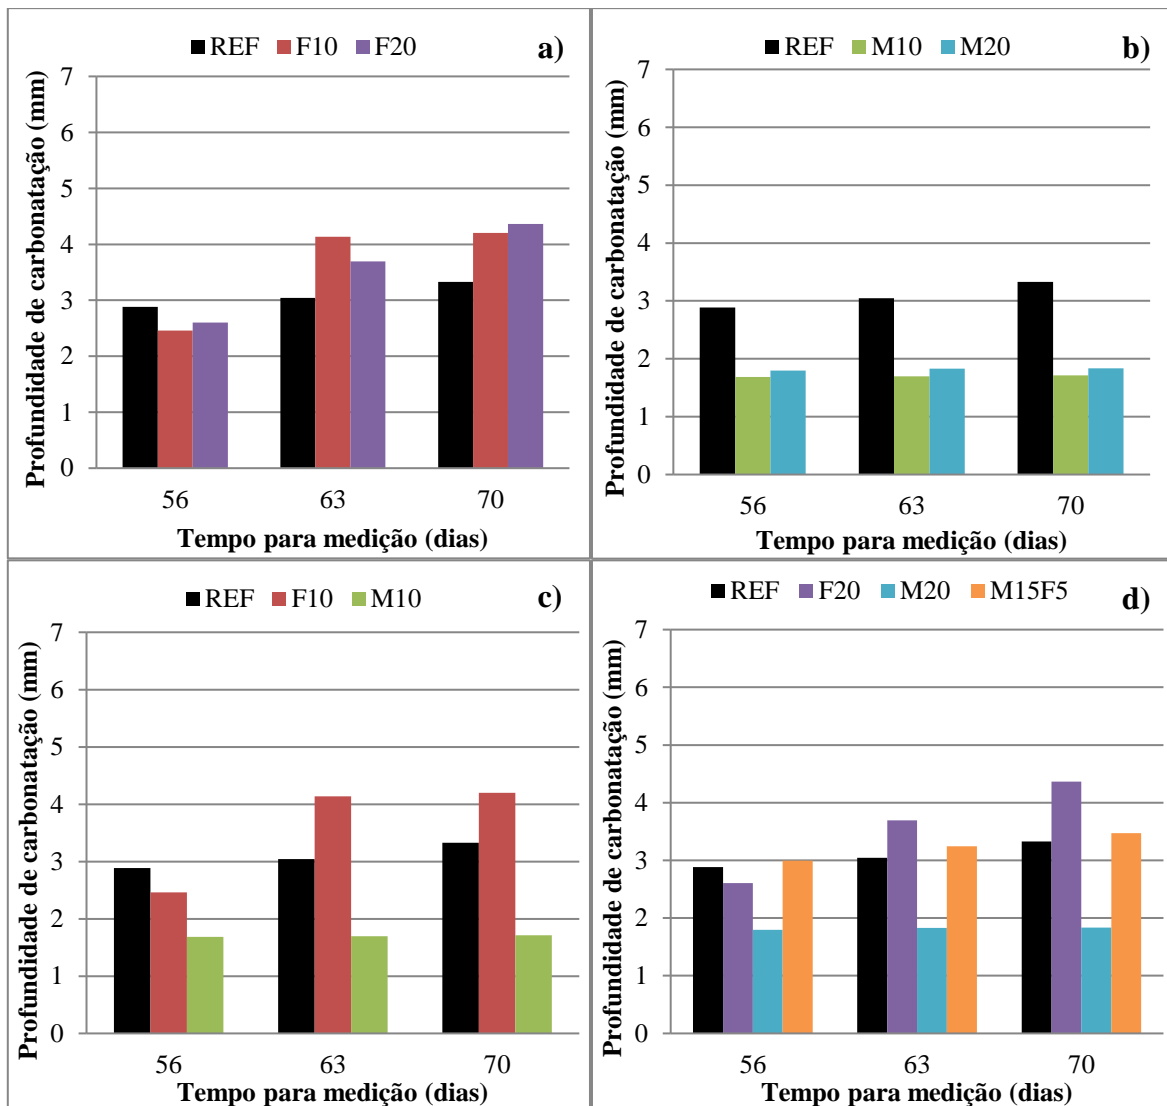 REF F10 F20
a)
Profundidade de carbonatação (mm)
7
6
5
4
3
2
1
0
56 63 70
Tempo para medição (dias)
REF M10 M20
b)
Profundidade de carbonatação (mm)
7
6
5
4
3
2
1
0
56 63 70
Tempo para medição (dias)
REF F10 M10
c)
Profundidade de carbonatação (mm)
7
6
5
4
3
2
1
0
56 63 70
Tempo para medição (dias)
REF F20 M20 M15F5
d)
Profundidade de carbonatação (mm)
7
6
5
4
3
2
1
0
56 63 70
Tempo para medição (dias)